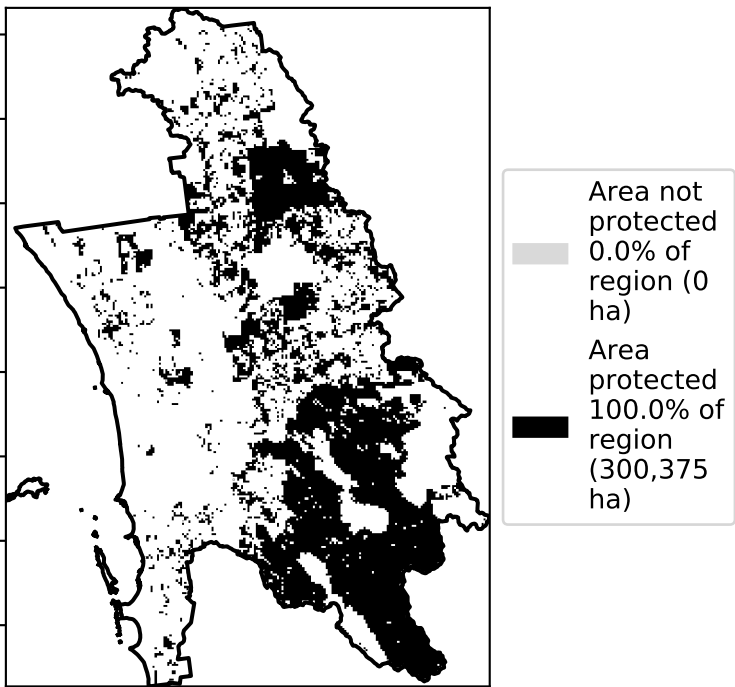 Area not
protected
0.0% of
region (0
ha)
Area
protected
100.0% of
region
(300,375
ha)